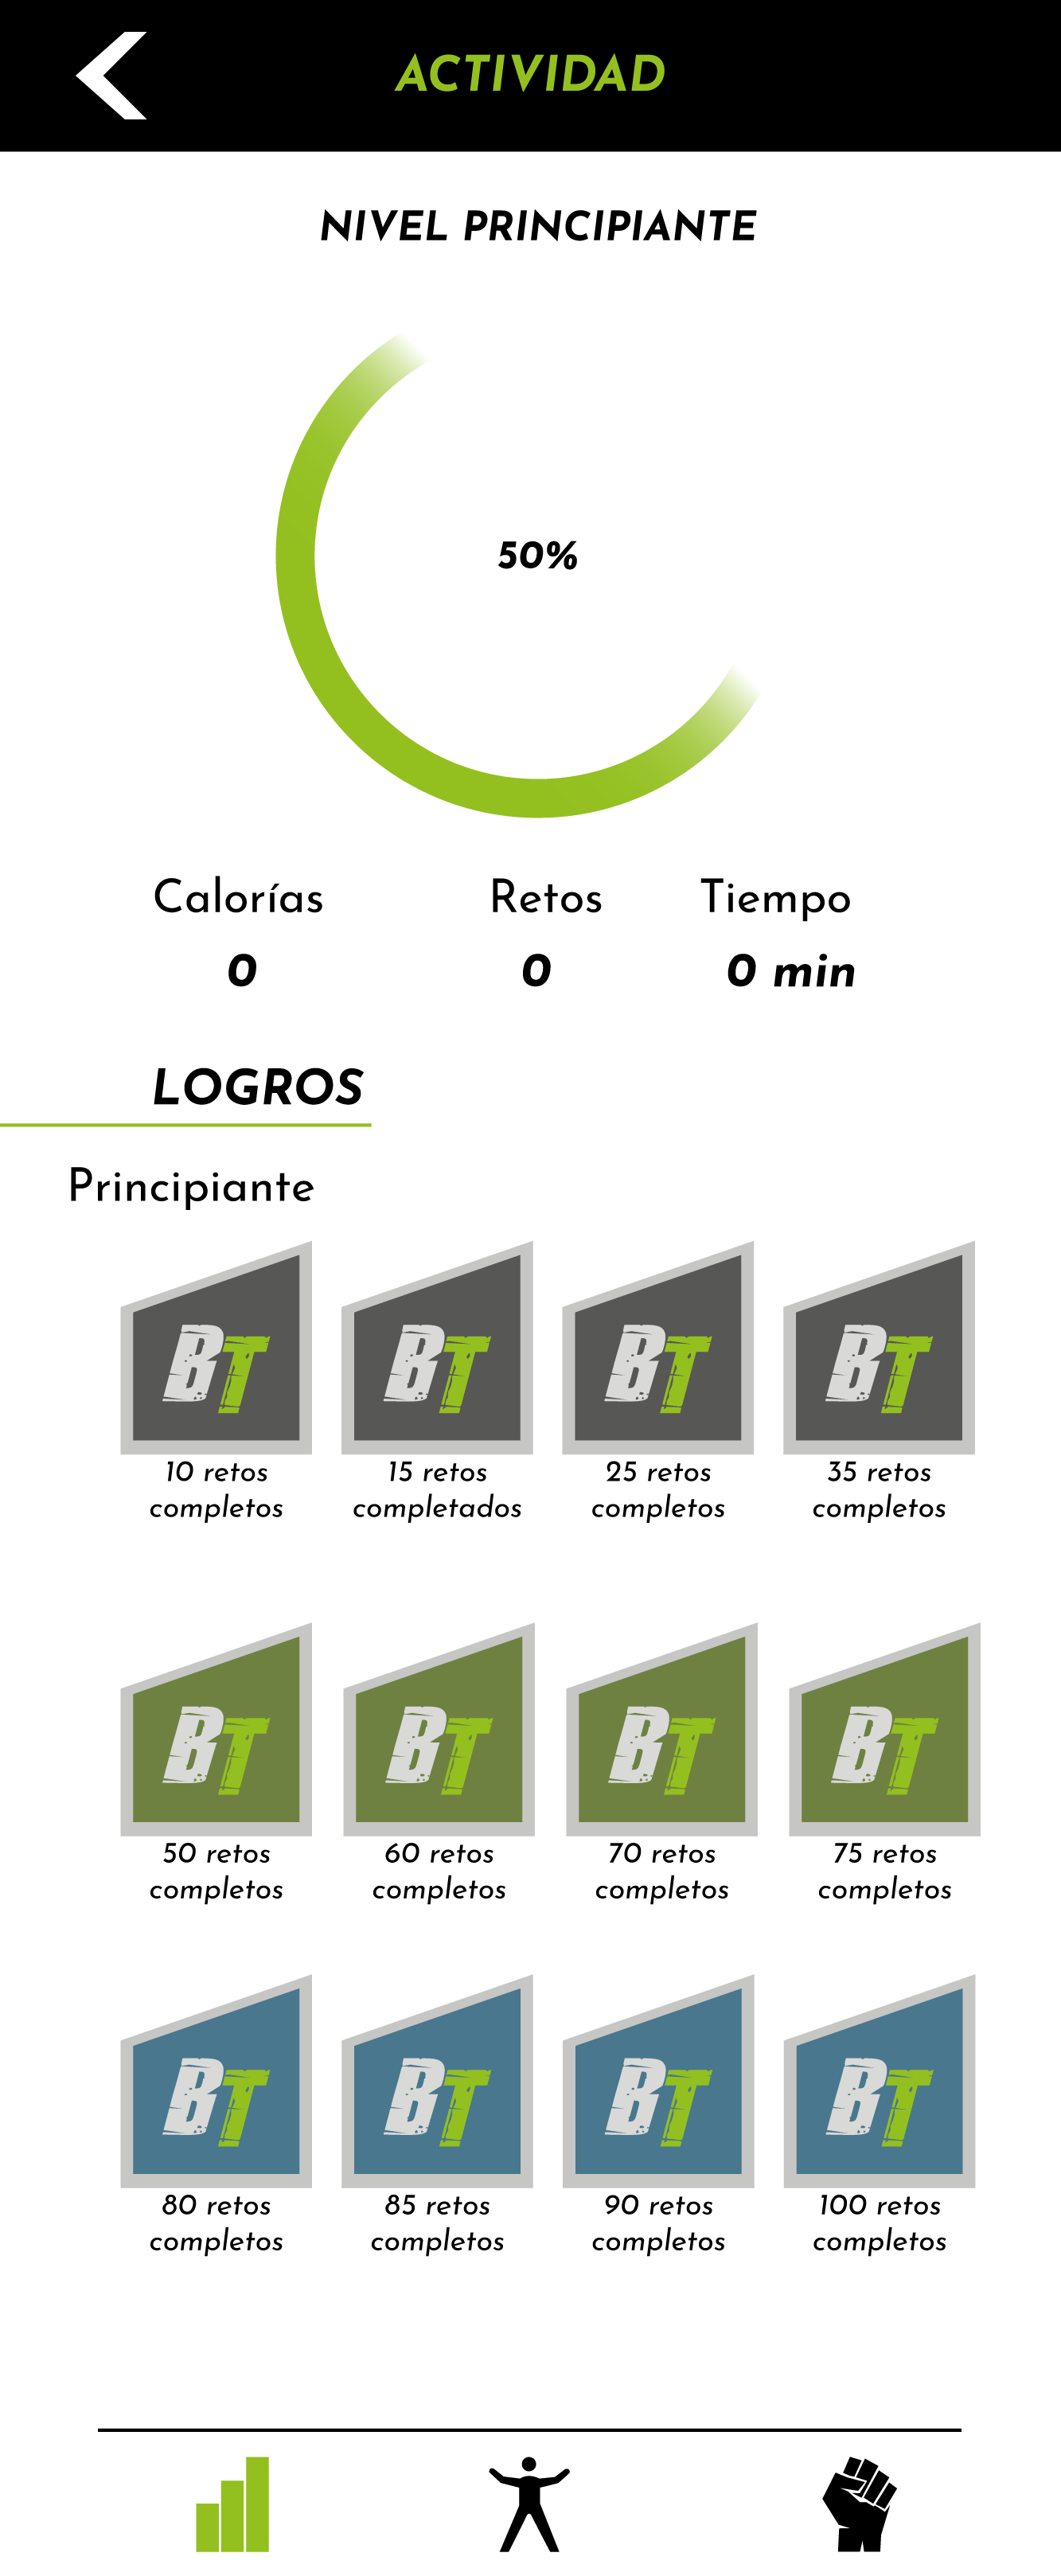 ACTIVIDAD
NIVEL PRINCIPIANTE
50%
Calorías Retos Tiempo
0 0 0 min
LOGROS
Principiante
BT BT BT BT
10 retos 15 retos 25 retos 35 retos
completos completados completos completos
BT BT BT BT
50 retos 60 retos 70 retos 75 retos
completos completos completos completos
BT BT BT BT
80 retos 85 retos 90 retos 100 retos
completos completos completos completos